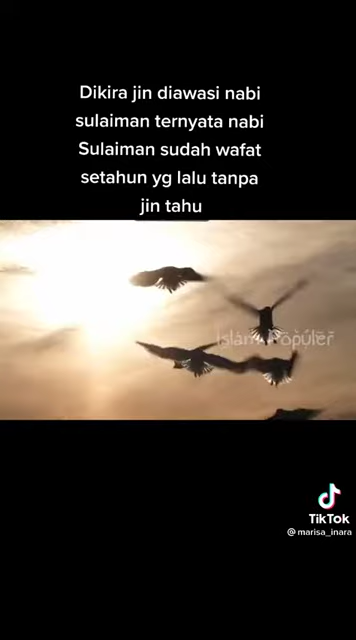 Dikira jin diawasi nabi
sulaiman ternyata nabi
Sulaiman sudah wafat
setahun yg lalu tanpa
jin tahu
Islam Populer
TikTok
@marisa_inara